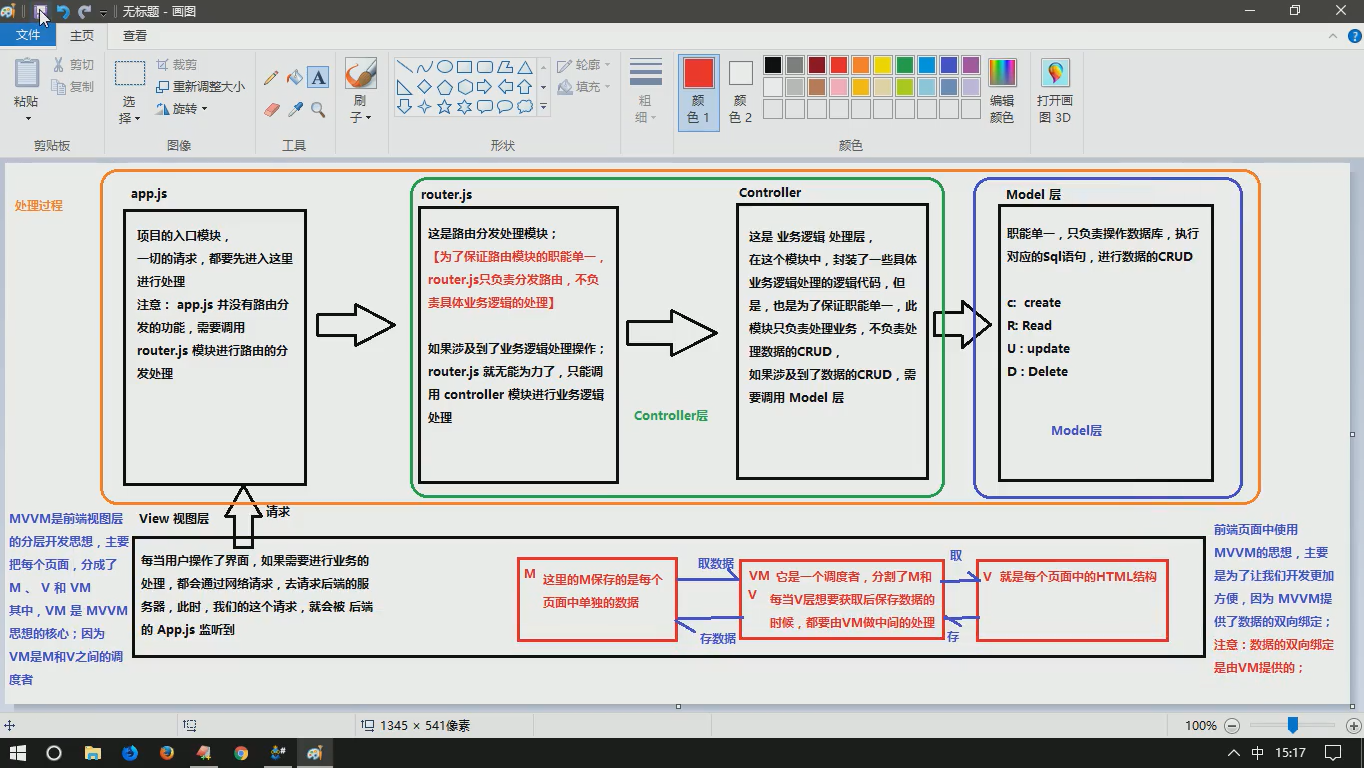 无标题 - 画图
文件
主页
查看
粘贴
剪切
复制
剪贴板
选择
裁剪
重新调整大小
旋转
图像
A
工具
刷子
形状
轮廓
填充
粗细
颜色 1
颜色 2
编辑颜色
颜色
打开画图 3D
处理过程
app.js
项目的入口模块，
一切的请求，都要先进入这里
进行处理
注意： app.js 并没有路由分
发的功能，需要调用
router.js 模块进行路由的分
发处理
router.js
这是路由分发处理模块；
【为了保证路由模块的职能单一，
router.js只负责分发路由，不负
责具体业务逻辑的处理】
如果涉及到了业务逻辑处理操作；
router.js 就无能为力了，只能调
用 controller 模块进行业务逻辑
处理
Controller层
Controller
这是 业务逻辑 处理层，
在这个模块中，封装了一些具体
业务逻辑处理的逻辑代码，但
是，也是为了保证职能单一，此
模块只负责处理业务，不负责处
理数据的CRUD，
如果涉及到了数据的CRUD，需
要调用 Model 层
Model 层
职能单一，只负责操作数据库，执行
对应的Sql语句，进行数据的CRUD
c: create
R: Read
U : update
D : Delete
Model层
MVVM是前端视图层
的分层开发思想，主要
把每个页面，分成了
M 、 V 和 VM
其中，VM 是 MVVM
思想的核心；因为
VM是M和V之间的调
度者
View 视图层
请求
每当用户操作了界面，如果需要进行业务的
处理，都会通过网络请求，去请求后端的服
务器，此时，我们的这个请求，就会被 后端
的 App.js 监听到
M 这里的M保存的是每个
页面中单独的数据
取数据
存数据
VM 它是一个调度者，分割了M和
V 每当V层想要获取后保存数据的
时候，都要由VM做中间的处理
取
存
V 就是每个页面中的HTML结构
前端页面中使用
MVVM的思想，主要
是为了让我们开发更加
方便，因为 MVVM提
供了数据的双向绑定；
注意：数据的双向绑定
是由VM提供的；
1345 × 541像素
100%
中
15:17